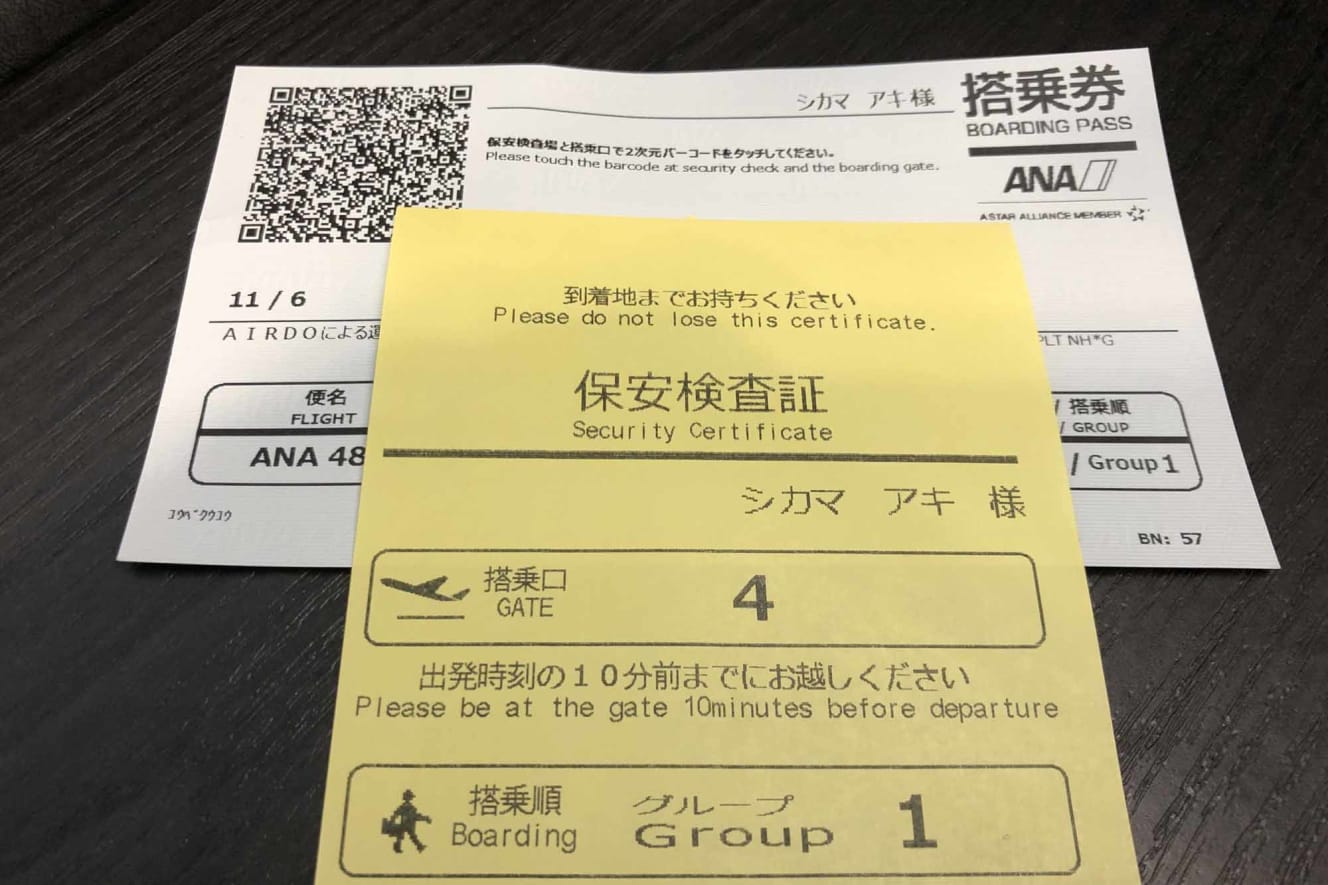 シカマ アキ 様
搭乗券
BOARDING PASS
保安検査場と搭乗口で2次元バーコードをタッチしてください。
Please touch the barcode at security check and the boarding gate.
ANA
A STAR ALLIANCE MEMBER
11 / 6
AIRDOによる運
PLT NH*G
便名
FLIGHT
ANA 48
/ 搭乗順
/ GROUP
/ Group 1
ｺｳﾍﾞｸｳｺｳ
BN: 57
到着地までお持ちください
Please do not lose this certificate.
保安検査証
Security Certificate
シカマ アキ 様
搭乗口
GATE
4
出発時刻の10分前までにお越しください
Please be at the gate 10minutes before departure
搭乗順
Boarding
グループ
Group
1